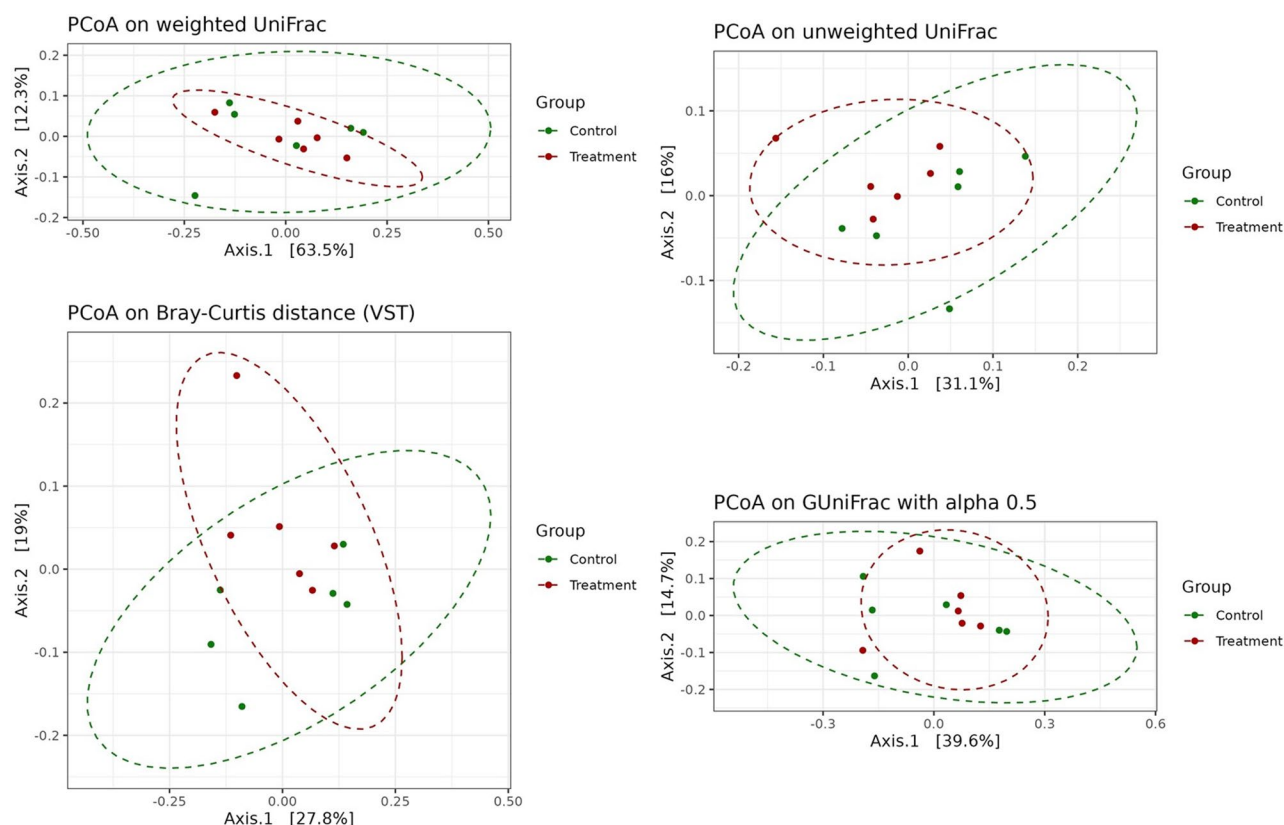 PCoA on weighted UniFrac
0.2
0.1
0.0
-0.1
-0.2
Axis.2 [12.3%]
-0.50
-0.25
0.00
0.25
0.50
Axis.1 [63.5%]
Group
Control
Treatment
PCoA on unweighted UniFrac
0.1
0.0
-0.1
Axis.2 [16%]
-0.2
-0.1
0.0
0.1
0.2
Axis.1 [31.1%]
Group
Control
Treatment
PCoA on Bray-Curtis distance (VST)
0.2
0.1
0.0
-0.1
-0.2
Axis.2 [19%]
-0.25
0.00
0.25
0.50
Axis.1 [27.8%]
Group
Control
Treatment
PCoA on GUniFrac with alpha 0.5
0.2
0.1
0.0
-0.1
-0.2
Axis.2 [14.7%]
-0.3
0.0
0.3
0.6
Axis.1 [39.6%]
Group
Control
Treatment